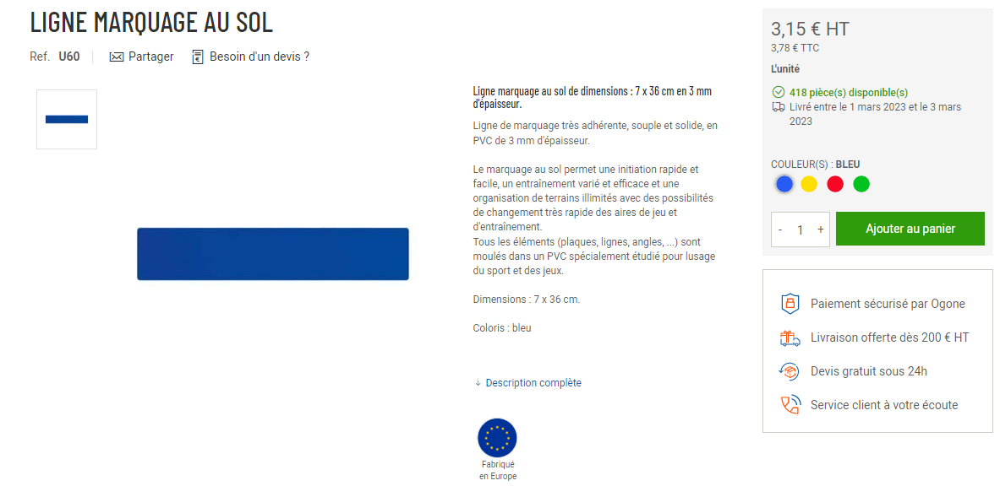 LIGNE MARQUAGE AU SOL
Ref. U60
Partager
Besoin d'un devis ?
Ligne marquage au sol de dimensions : 7 x 36 cm en 3 mm
d'épaisseur.
Ligne de marquage très adhérente, souple et solide, en
PVC de 3 mm d'épaisseur.
Le marquage au sol permet une initiation rapide et
facile, un entraînement varié et efficace et une
organisation de terrains illimités avec des possibilités
de changement très rapide des aires de jeu et
d'entraînement.
Tous les éléments (plaques, lignes, angles, ...) sont
moulés dans un PVC spécialement étudié pour lusage
du sport et des jeux.
Dimensions : 7 x 36 cm.
Coloris : bleu
↓ Description complète
Fabriqué
en Europe
3,15 € HT
3,78 € TTC
L'unité
418 pièce(s) disponible(s)
Livré entre le 1 mars 2023 et le 3 mars
2023
COULEUR(S) : BLEU
- 1 +
Ajouter au panier
Paiement sécurisé par Ogone
Livraison offerte dès 200 € HT
Devis gratuit sous 24h
Service client à votre écoute